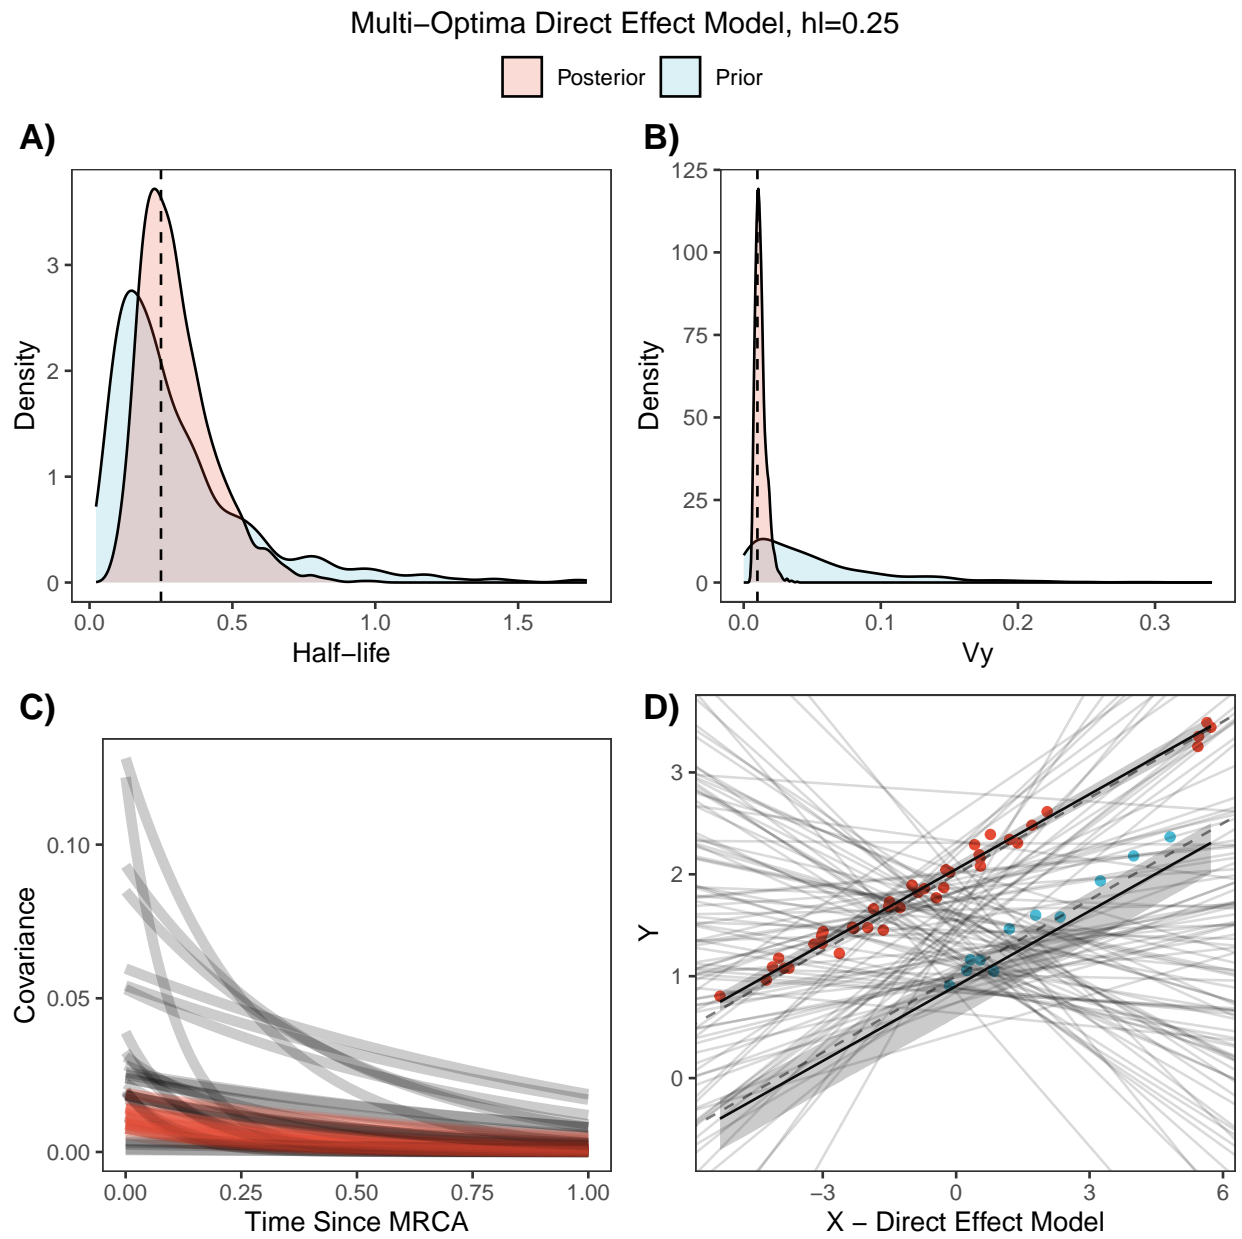 Multi−Optima Direct Effect Model, hl=0.25
Posterior Prior
A)
Density
0
1
2
3
0.0 0.5 1.0 1.5
Half−life
B)
Density
125
100
75
50
25
0
0.0 0.1 0.2 0.3
Vy
C)
Covariance
0.10
0.05
0.00
0.00 0.25 0.50 0.75 1.00
Time Since MRCA
D)
Y
3
2
1
0
−3 0 3 6
X − Direct Effect Model